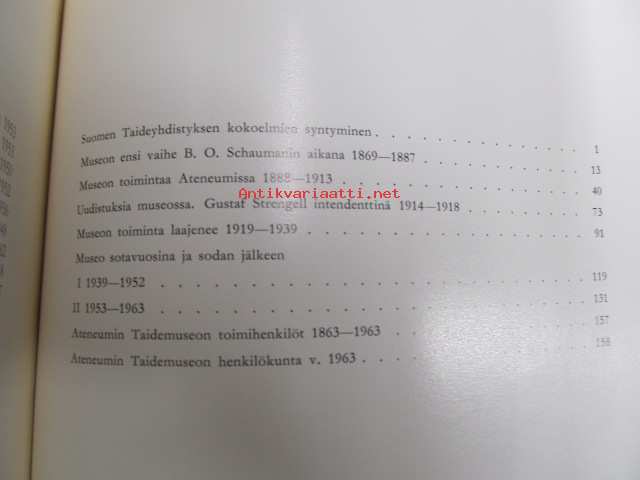 Suomen Taideyhdistyksen kokoelmien syntyminen . . . . . . . . . . . 1
Museon ensi vaihe B. O. Schaumanin aikana 1869—1887 . . . . . . . . 13
Museon toimintaa Ateneumissa 1888—1913 . . . . . . . . . . . 40
Antikvariaatti.net
Uudistuksia museossa. Gustaf Strengell intendenttinä 1914—1918 . . . . . . . 73
Museon toiminta laajenee 1919—1939 . . . . . . . . . . . . . 91
Museo sotavuosina ja sodan jälkeen
I 1939—1952 . . . . . . . . . . . . . . . . . . . 119
II 1953—1963 . . . . . . . . . . . . . . . . . . . 131
Ateneumin Taidemuseon toimihenkilöt 1863—1963 . . . . . . . . . . 157
Ateneumin Taidemuseon henkilökunta v. 1963 . . . . . . . . . . . 158